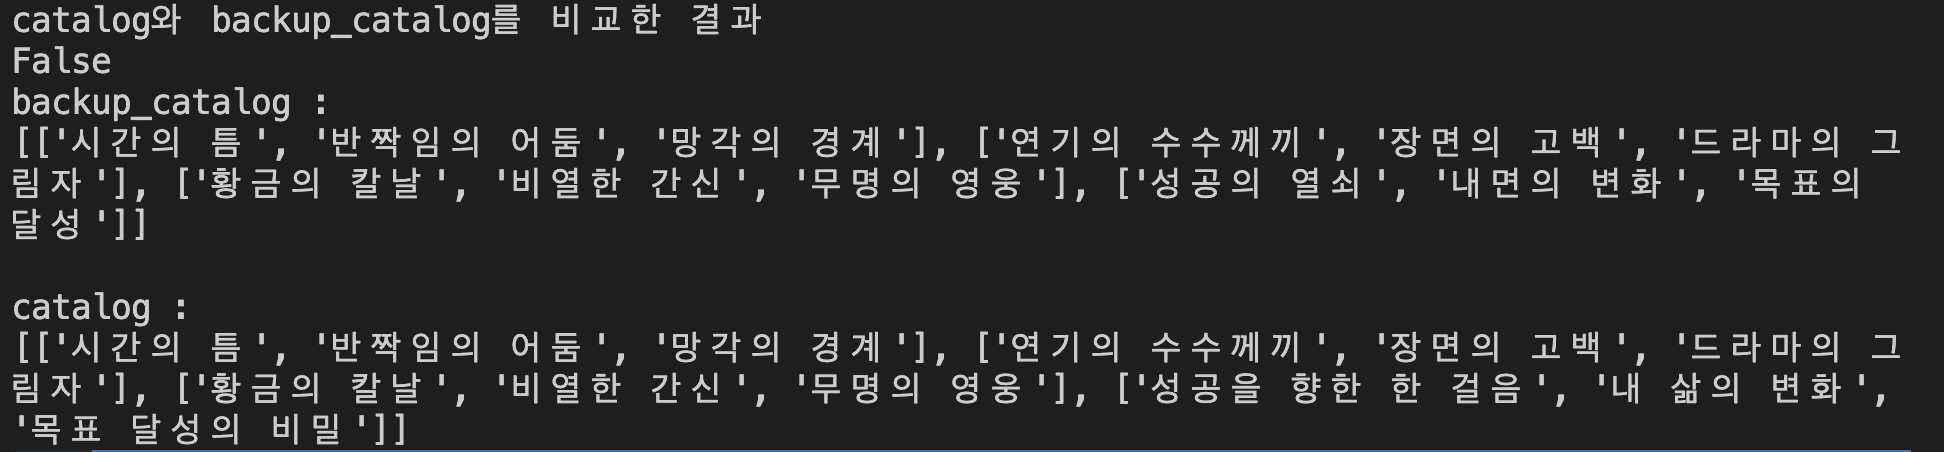 catalog와 backup_catalog를 비교한 결과
False
backup_catalog :
[['시간의 틈', '반짝임의 어둠', '망각의 경계'], ['연기의 수수께끼', '장면의 고백', '드라마의 그
림자'], ['황금의 칼날', '비열한 간신', '무명의 영웅'], ['성공의 열쇠', '내면의 변화', '목표의
달성']]
catalog :
[['시간의 틈', '반짝임의 어둠', '망각의 경계'], ['연기의 수수께끼', '장면의 고백', '드라마의 그
림자'], ['황금의 칼날', '비열한 간신', '무명의 영웅'], ['성공을 향한 한 걸음', '내 삶의 변화',
'목표 달성의 비밀']]